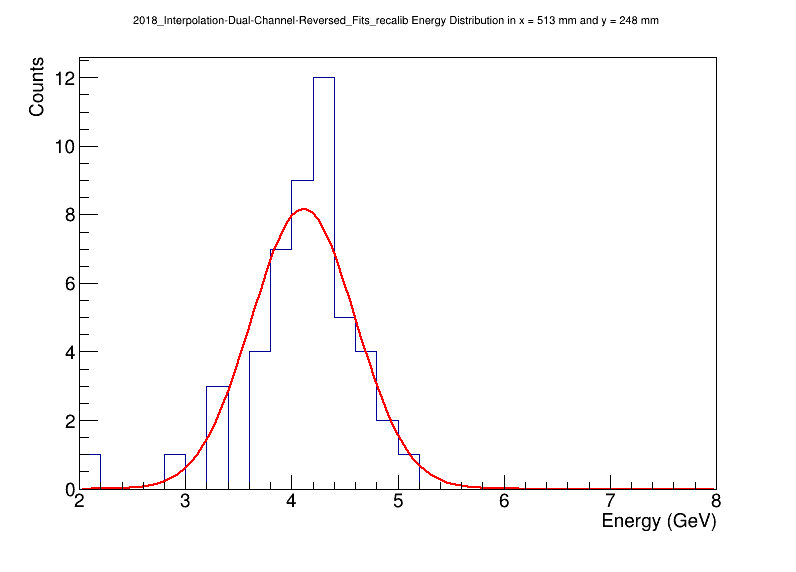 2018_Interpolation-Dual-Channel-Reversed_Fits_recalib Energy Distribution in x = 513 mm and y = 248 mm
Counts
12
10
8
6
4
2
0
2 3 4 5 6 7 8
Energy (GeV)